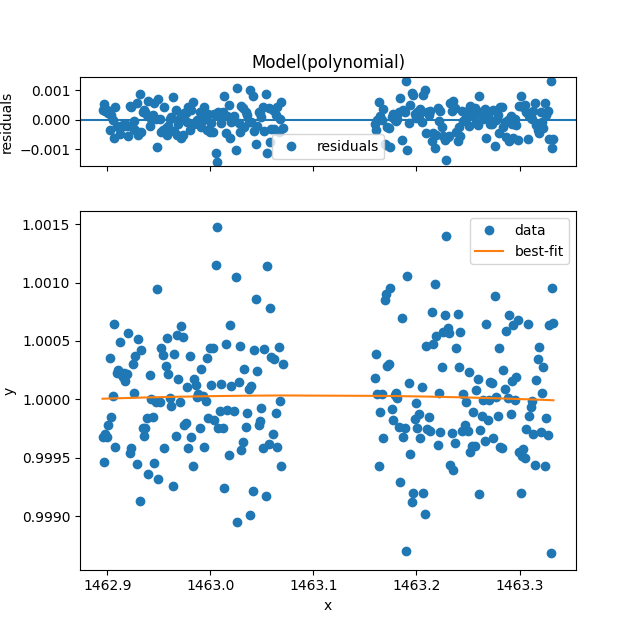 Model(polynomial)
residuals
0.001
0.000
−0.001
residuals
y
1.0015
1.0010
1.0005
1.0000
0.9995
0.9990
data
best-fit
1462.9 1463.0 1463.1 1463.2 1463.3
x